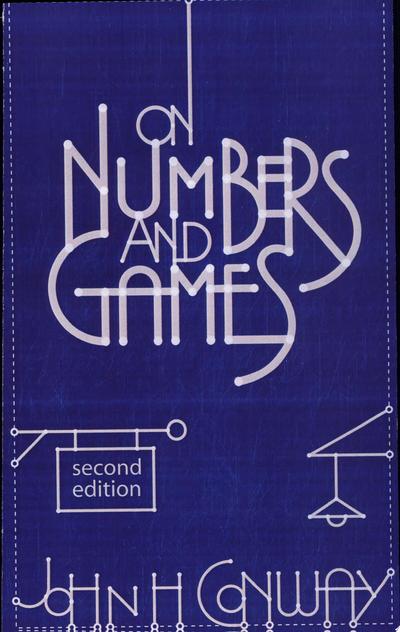 ON
NUMBERS
AND
GAMES
second
edition
JOHN H CONWAY